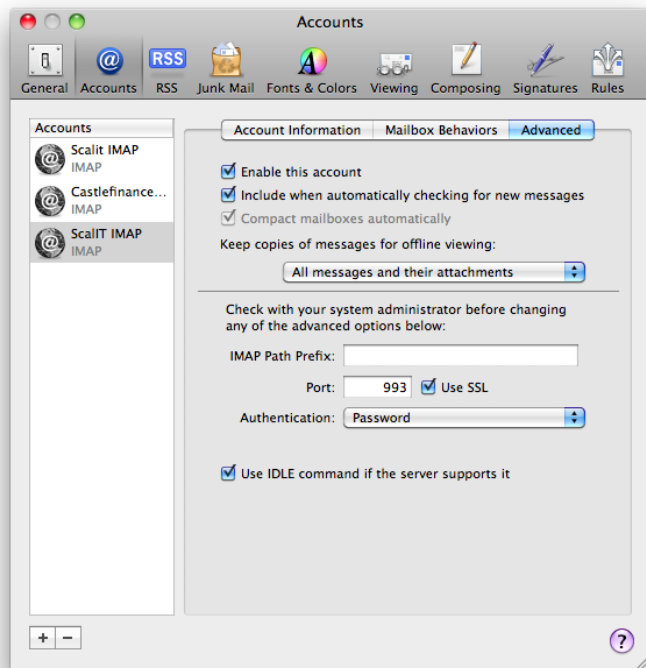 Accounts
General Accounts RSS Junk Mail Fonts & Colors Viewing Composing Signatures Rules
RSS
Accounts
Scalit IMAP
IMAP
Castlefinance...
IMAP
ScalIT IMAP
IMAP
Account Information Mailbox Behaviors Advanced
Enable this account
Include when automatically checking for new messages
Compact mailboxes automatically
Keep copies of messages for offline viewing:
All messages and their attachments
Check with your system administrator before changing
any of the advanced options below:
IMAP Path Prefix:
Port: 993 Use SSL
Authentication: Password
Use IDLE command if the server supports it
+ − ?